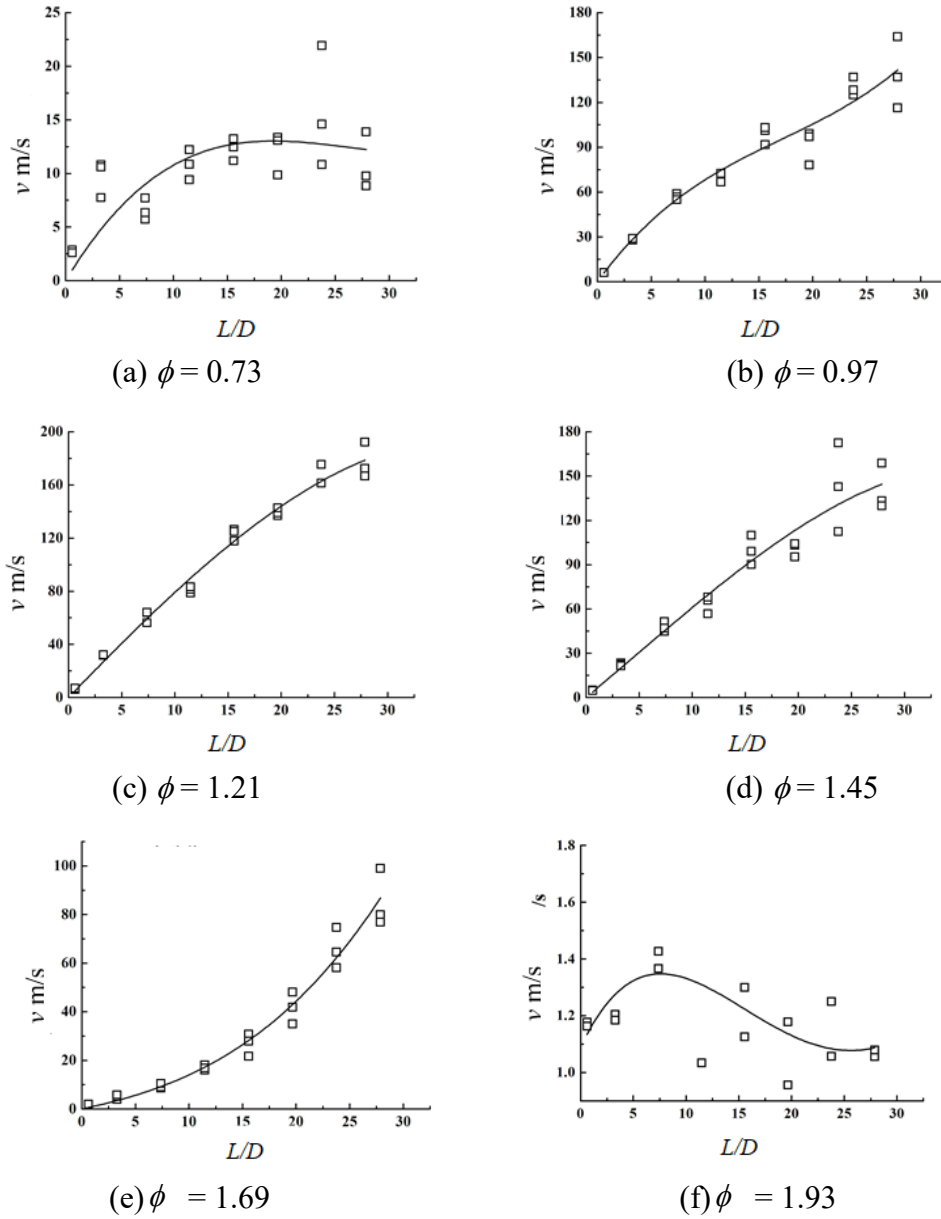 25
20
15
10
5
0
0 5 10 15 20 25 30
v m/s
L/D
(a) ϕ = 0.73
180
150
120
90
60
30
0
0 5 10 15 20 25 30
v m/s
L/D
(b) ϕ = 0.97
200
160
120
80
40
0
0 5 10 15 20 25 30
v m/s
L/D
(c) ϕ = 1.21
180
150
120
90
60
30
0
0 5 10 15 20 25 30
v m/s
L/D
(d) ϕ = 1.45
100
80
60
40
20
0
0 5 10 15 20 25 30
v m/s
L/D
(e) ϕ = 1.69
1.8
1.6
1.4
1.2
1.0
0 5 10 15 20 25 30
/s
v m/s
L/D
(f) ϕ = 1.93